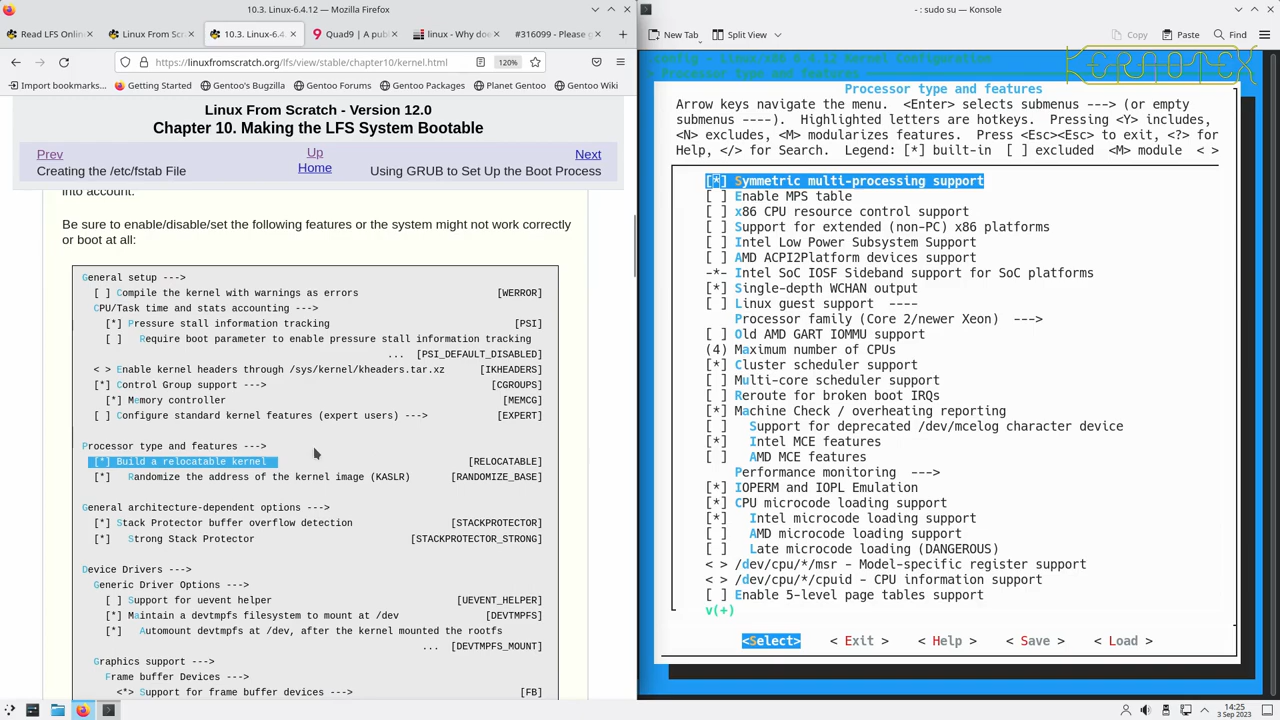 10.3. Linux-6.4.12 — Mozilla Firefox
Read LFS Onlin
Linux From Scra
10.3. Linux-6.4
Quad9 | A publ
linux - Why doe
#316099 - Please g
https://linuxfromscratch.org/lfs/view/stable/chapter10/kernel.html
120%
Import bookmarks...
Getting Started
Gentoo's Bugzilla
Gentoo Forums
Gentoo Packages
Planet Gentoo
Gentoo Wiki
Linux From Scratch - Version 12.0
Chapter 10. Making the LFS System Bootable
Prev
Up
Next
Creating the /etc/fstab File
Home
Using GRUB to Set Up the Boot Process
into account.
Be sure to enable/disable/set the following features or the system might not work correctly
or boot at all:
General setup --->
[ ] Compile the kernel with warnings as errors [WERROR]
CPU/Task time and stats accounting --->
[*] Pressure stall information tracking [PSI]
[ ] Require boot parameter to enable pressure stall information tracking
... [PSI_DEFAULT_DISABLED]
< > Enable kernel headers through /sys/kernel/kheaders.tar.xz [IKHEADERS]
[*] Control Group support ---> [CGROUPS]
[*] Memory controller [MEMCG]
[ ] Configure standard kernel features (expert users) ---> [EXPERT]
Processor type and features --->
[*] Build a relocatable kernel [RELOCATABLE]
[*] Randomize the address of the kernel image (KASLR) [RANDOMIZE_BASE]
General architecture-dependent options --->
[*] Stack Protector buffer overflow detection [STACKPROTECTOR]
[*] Strong Stack Protector [STACKPROTECTOR_STRONG]
Device Drivers --->
Generic Driver Options --->
[ ] Support for uevent helper [UEVENT_HELPER]
[*] Maintain a devtmpfs filesystem to mount at /dev [DEVTMPFS]
[*] Automount devtmpfs at /dev, after the kernel mounted the rootfs
... [DEVTMPFS_MOUNT]
Graphics support --->
Frame buffer Devices --->
<*> Support for frame buffer devices ---> [FB]
- : sudo su — Konsole
New Tab
Split View
Copy
Paste
Find
.config - Linux/x86 6.4.12 Kernel Configuration
> Processor type and features
KERNOTEX
Processor type and features
Arrow keys navigate the menu. <Enter> selects submenus ---> (or empty
submenus ----). Highlighted letters are hotkeys. Pressing <Y> includes,
<N> excludes, <M> modularizes features. Press <Esc><Esc> to exit, <?> for
Help, </> for Search. Legend: [*] built-in [ ] excluded <M> module < >
[*] Symmetric multi-processing support
[ ] Enable MPS table
[ ] x86 CPU resource control support
[ ] Support for extended (non-PC) x86 platforms
[ ] Intel Low Power Subsystem Support
[ ] AMD ACPI2Platform devices support
-*- Intel SoC IOSF Sideband support for SoC platforms
[*] Single-depth WCHAN output
[ ] Linux guest support ----
Processor family (Core 2/newer Xeon) --->
[ ] Old AMD GART IOMMU support
(4) Maximum number of CPUs
[*] Cluster scheduler support
[ ] Multi-core scheduler support
[ ] Reroute for broken boot IRQs
[*] Machine Check / overheating reporting
[ ] Support for deprecated /dev/mcelog character device
[*] Intel MCE features
[ ] AMD MCE features
Performance monitoring --->
[*] IOPERM and IOPL Emulation
[*] CPU microcode loading support
[*] Intel microcode loading support
[ ] AMD microcode loading support
[ ] Late microcode loading (DANGEROUS)
< > /dev/cpu/*/msr - Model-specific register support
< > /dev/cpu/*/cpuid - CPU information support
[ ] Enable 5-level page tables support
v(+)
<Select> < Exit > < Help > < Save > < Load >
14:25
3 Sep 2023